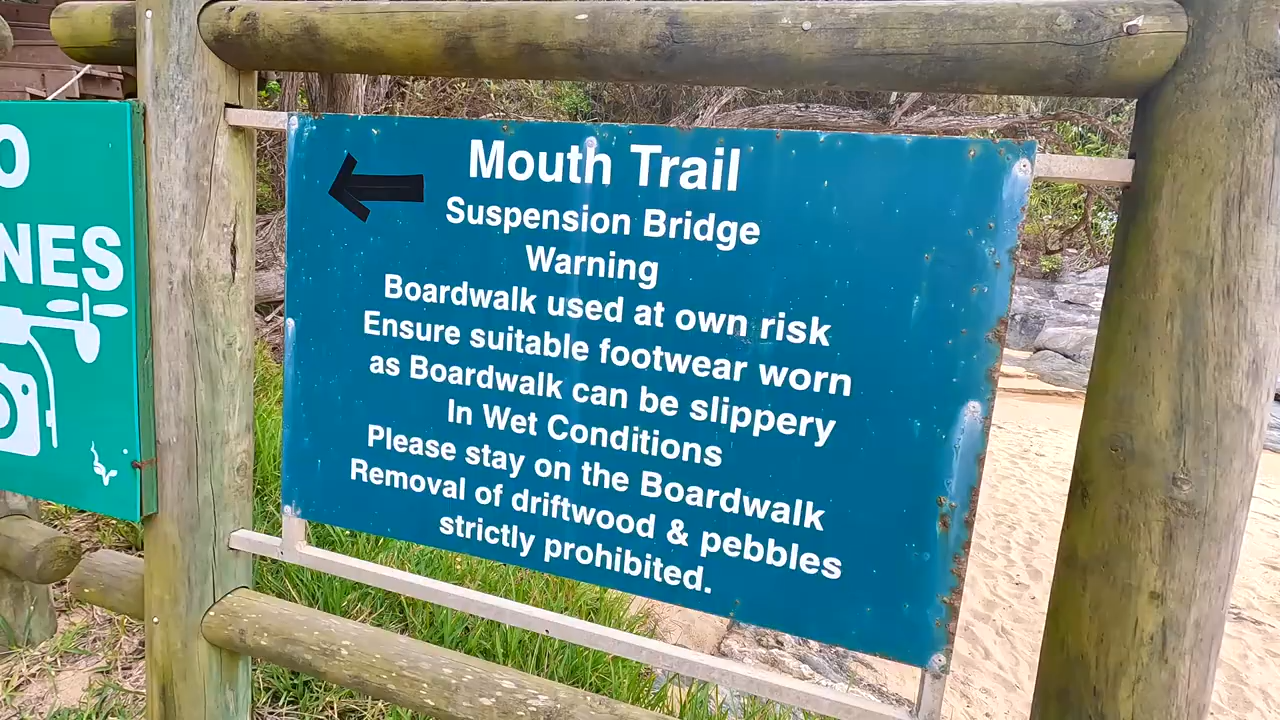 Mouth Trail
Suspension Bridge
Warning
Boardwalk used at own risk
Ensure suitable footwear worn
as Boardwalk can be slippery
In Wet Conditions
Please stay on the Boardwalk
Removal of driftwood & pebbles
strictly prohibited.